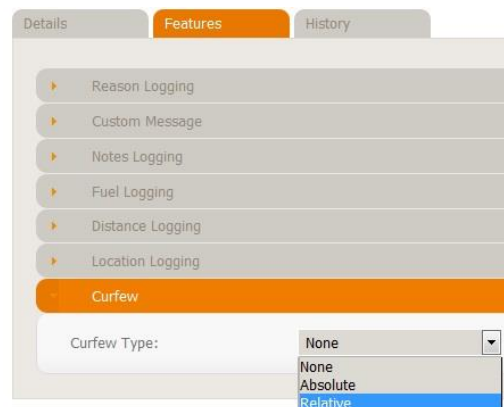 Details Features History
Reason Logging
Custom Message
Notes Logging
Fuel Logging
Distance Logging
Location Logging
Curfew
Curfew Type: None
None
Absolute
Relative